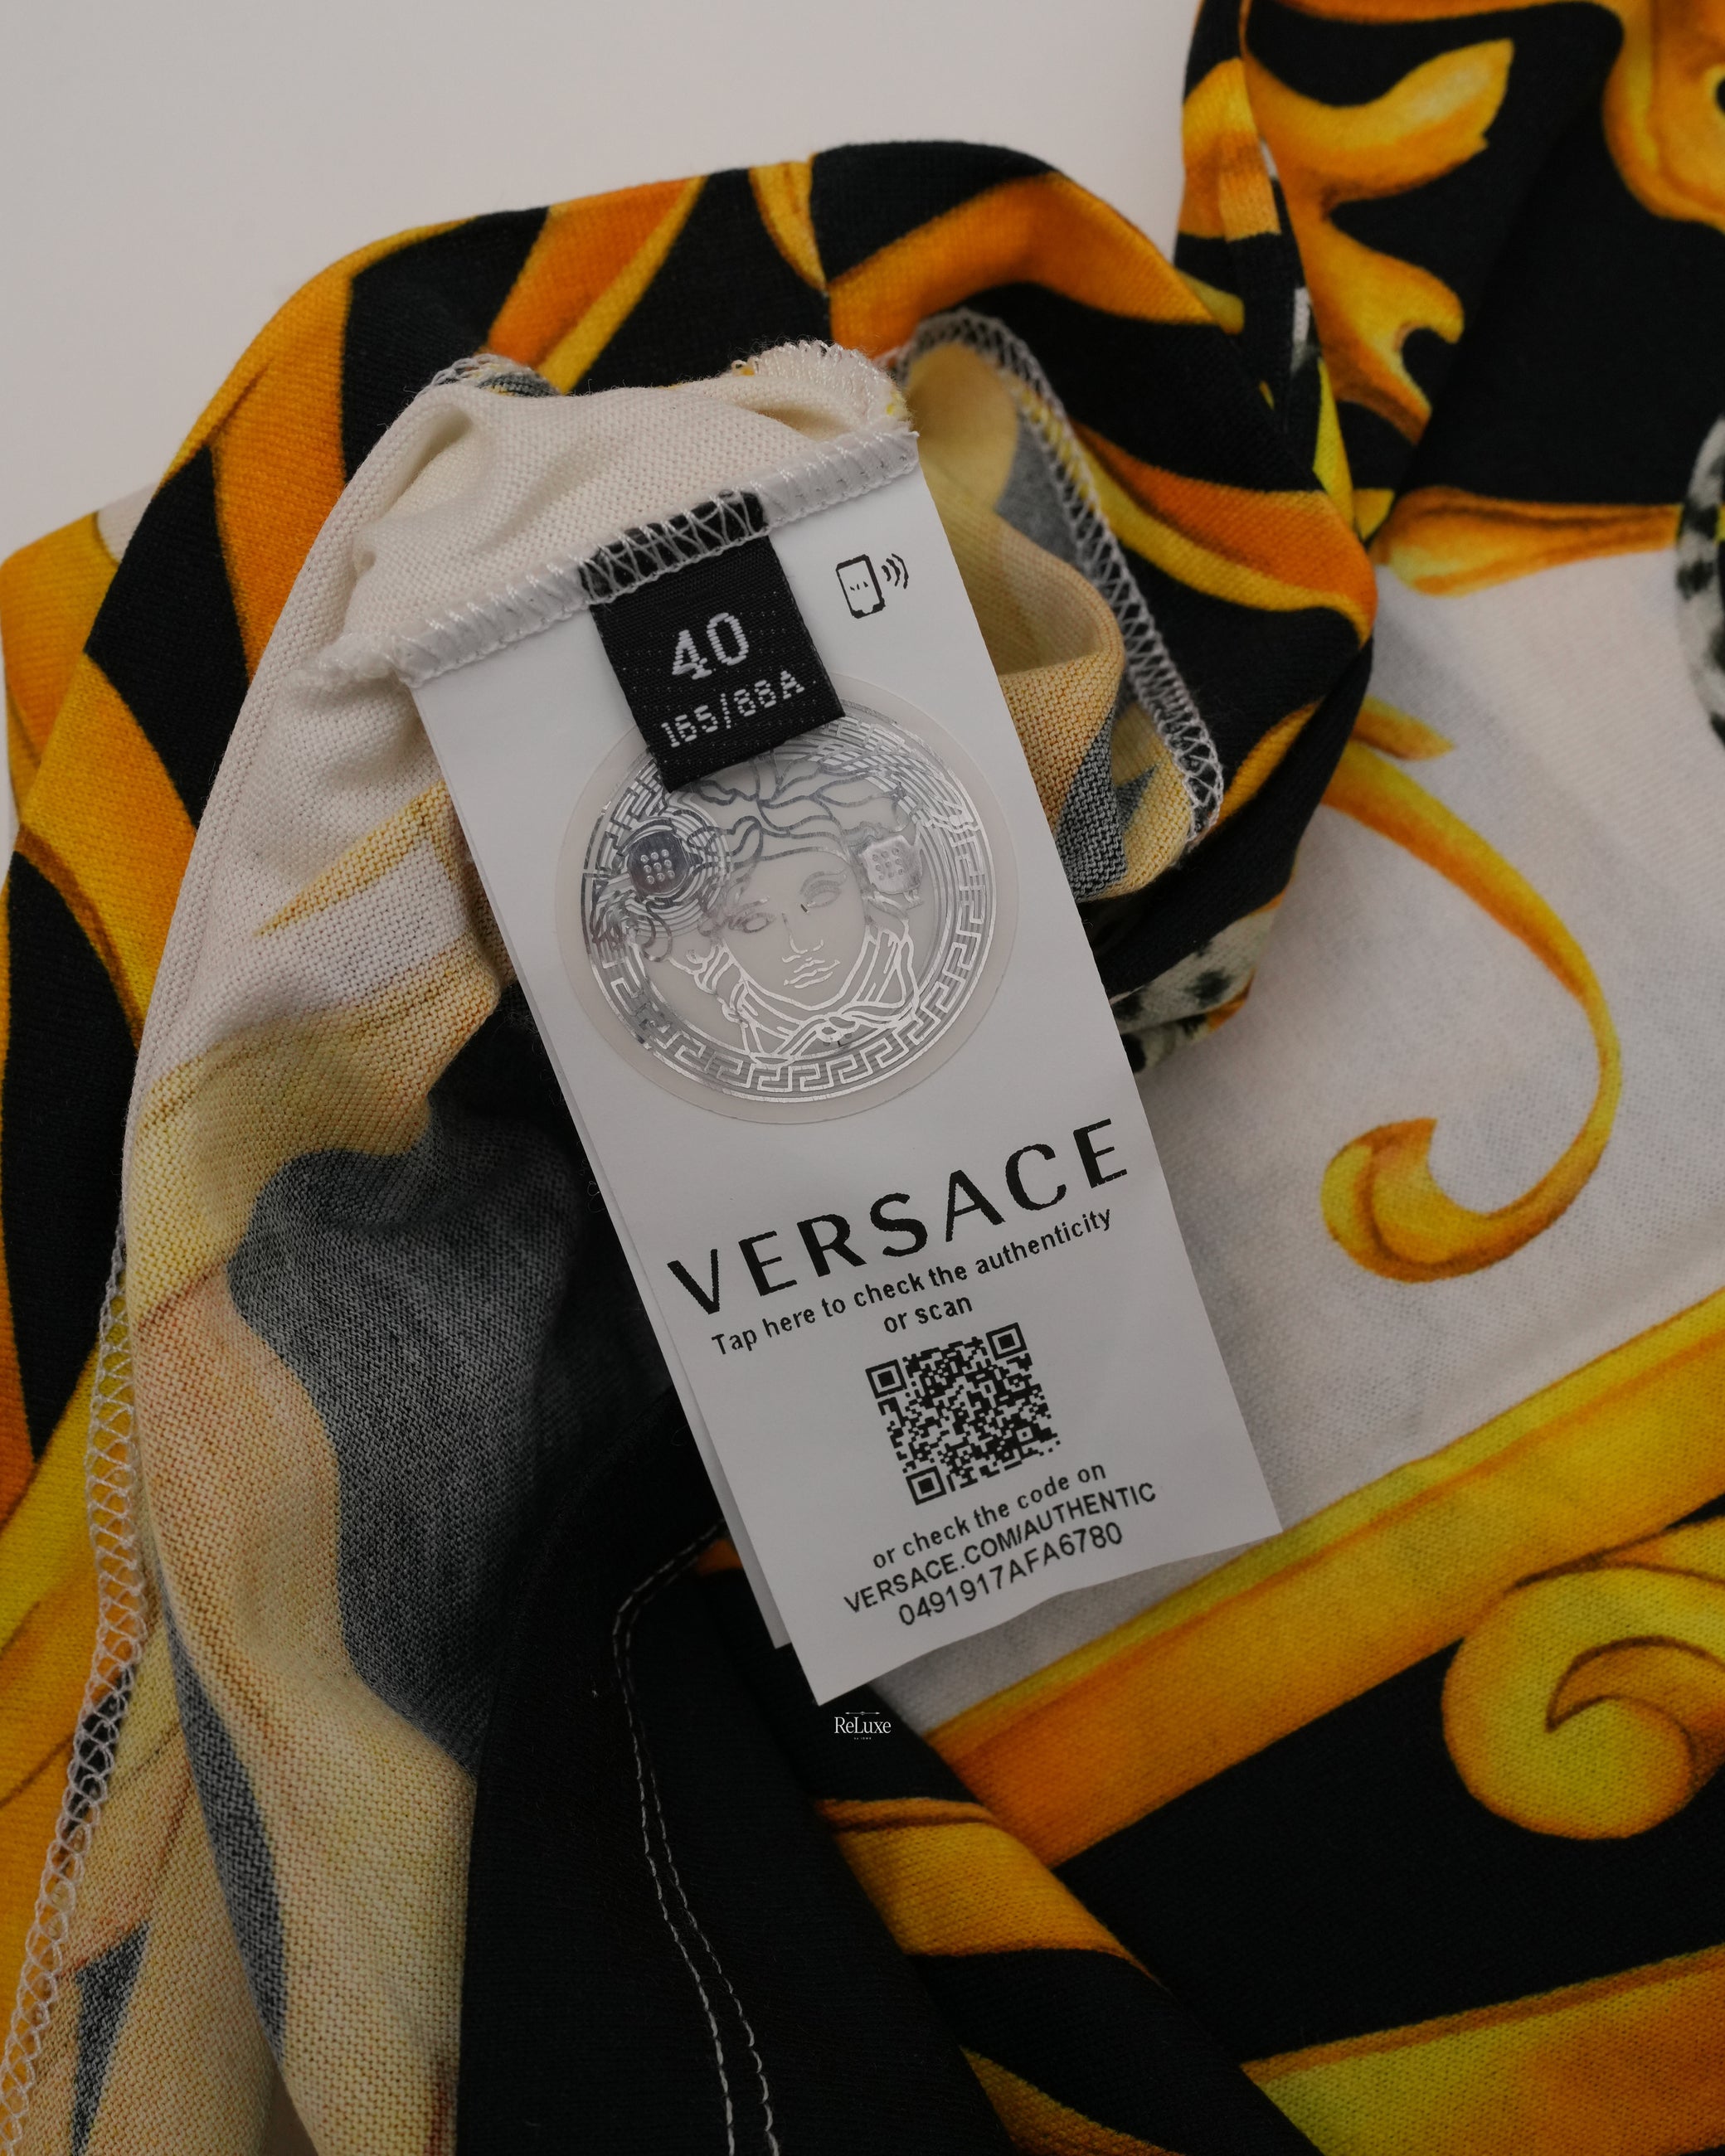 40
165/88A
VERSACE
Tap here to check the authenticity
or scan
or check the code on
VERSACE.COM/AUTHENTIC
0491917AFA6780
ReLuxe